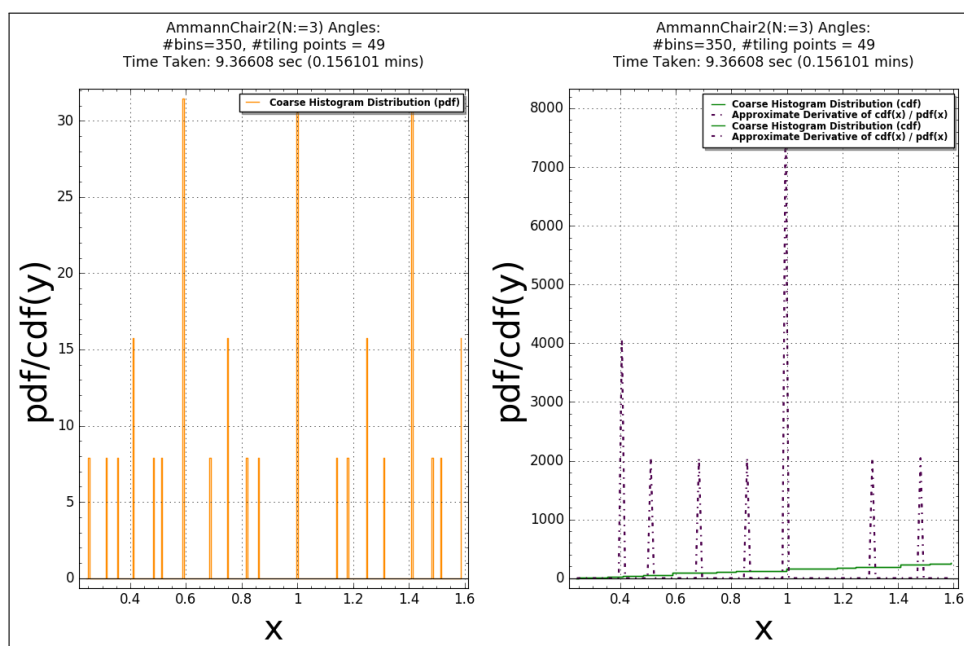 AmmannChair2(N:=3) Angles:
#bins=350, #tiling points = 49
Time Taken: 9.36608 sec (0.156101 mins)
Coarse Histogram Distribution (pdf)
pdf/cdf(y)
30
25
20
15
10
5
0
0.4 0.6 0.8 1 1.2 1.4 1.6
x
AmmannChair2(N:=3) Angles:
#bins=350, #tiling points = 49
Time Taken: 9.36608 sec (0.156101 mins)
Coarse Histogram Distribution (cdf)
Approximate Derivative of cdf(x) / pdf(x)
Coarse Histogram Distribution (cdf)
Approximate Derivative of cdf(x) / pdf(x)
pdf/cdf(y)
8000
7000
6000
5000
4000
3000
2000
1000
0
0.4 0.6 0.8 1 1.2 1.4 1.6
x